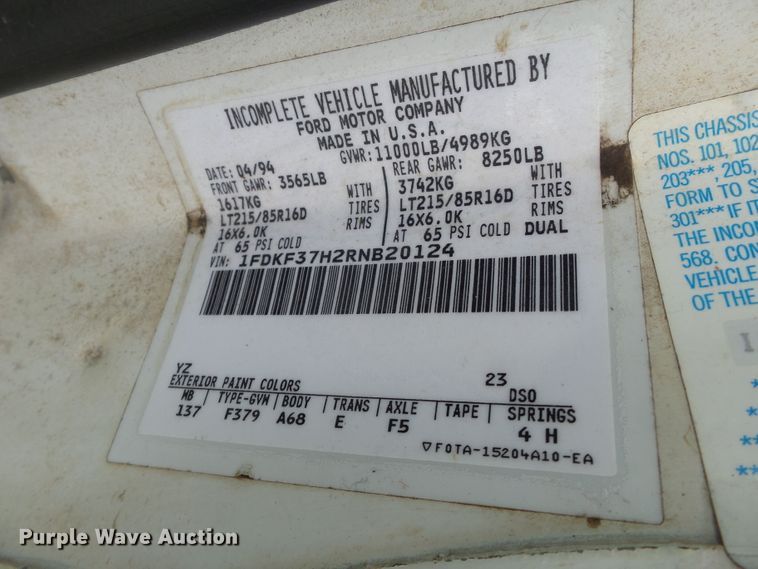 INCOMPLETE VEHICLE MANUFACTURED BY
FORD MOTOR COMPANY
MADE IN U.S.A.
DATE: 04/94 GVWR: 11000LB/4989KG
FRONT GAWR: 3565LB REAR GAWR: 8250LB
1617KG WITH 3742KG WITH
LT215/85R16D TIRES LT215/85R16D TIRES
16X6.0K RIMS 16X6.0K RIMS
AT 65 PSI COLD AT 65 PSI COLD DUAL
VIN: 1FDKF37H2RNB20124
YZ 23
EXTERIOR PAINT COLORS DSO
WB TYPE-GVW BODY TRANS AXLE TAPE SPRINGS
137 F379 A68 E F5 4 H
F0TA-15204A10-EA
THIS CHASSIS
NOS. 101, 102
203***, 205,
FORM TO S
301*** IF IT
THE INCOM
568. CON
VEHICLE
OF THE
I
*
*
**
**
Purple Wave Auction